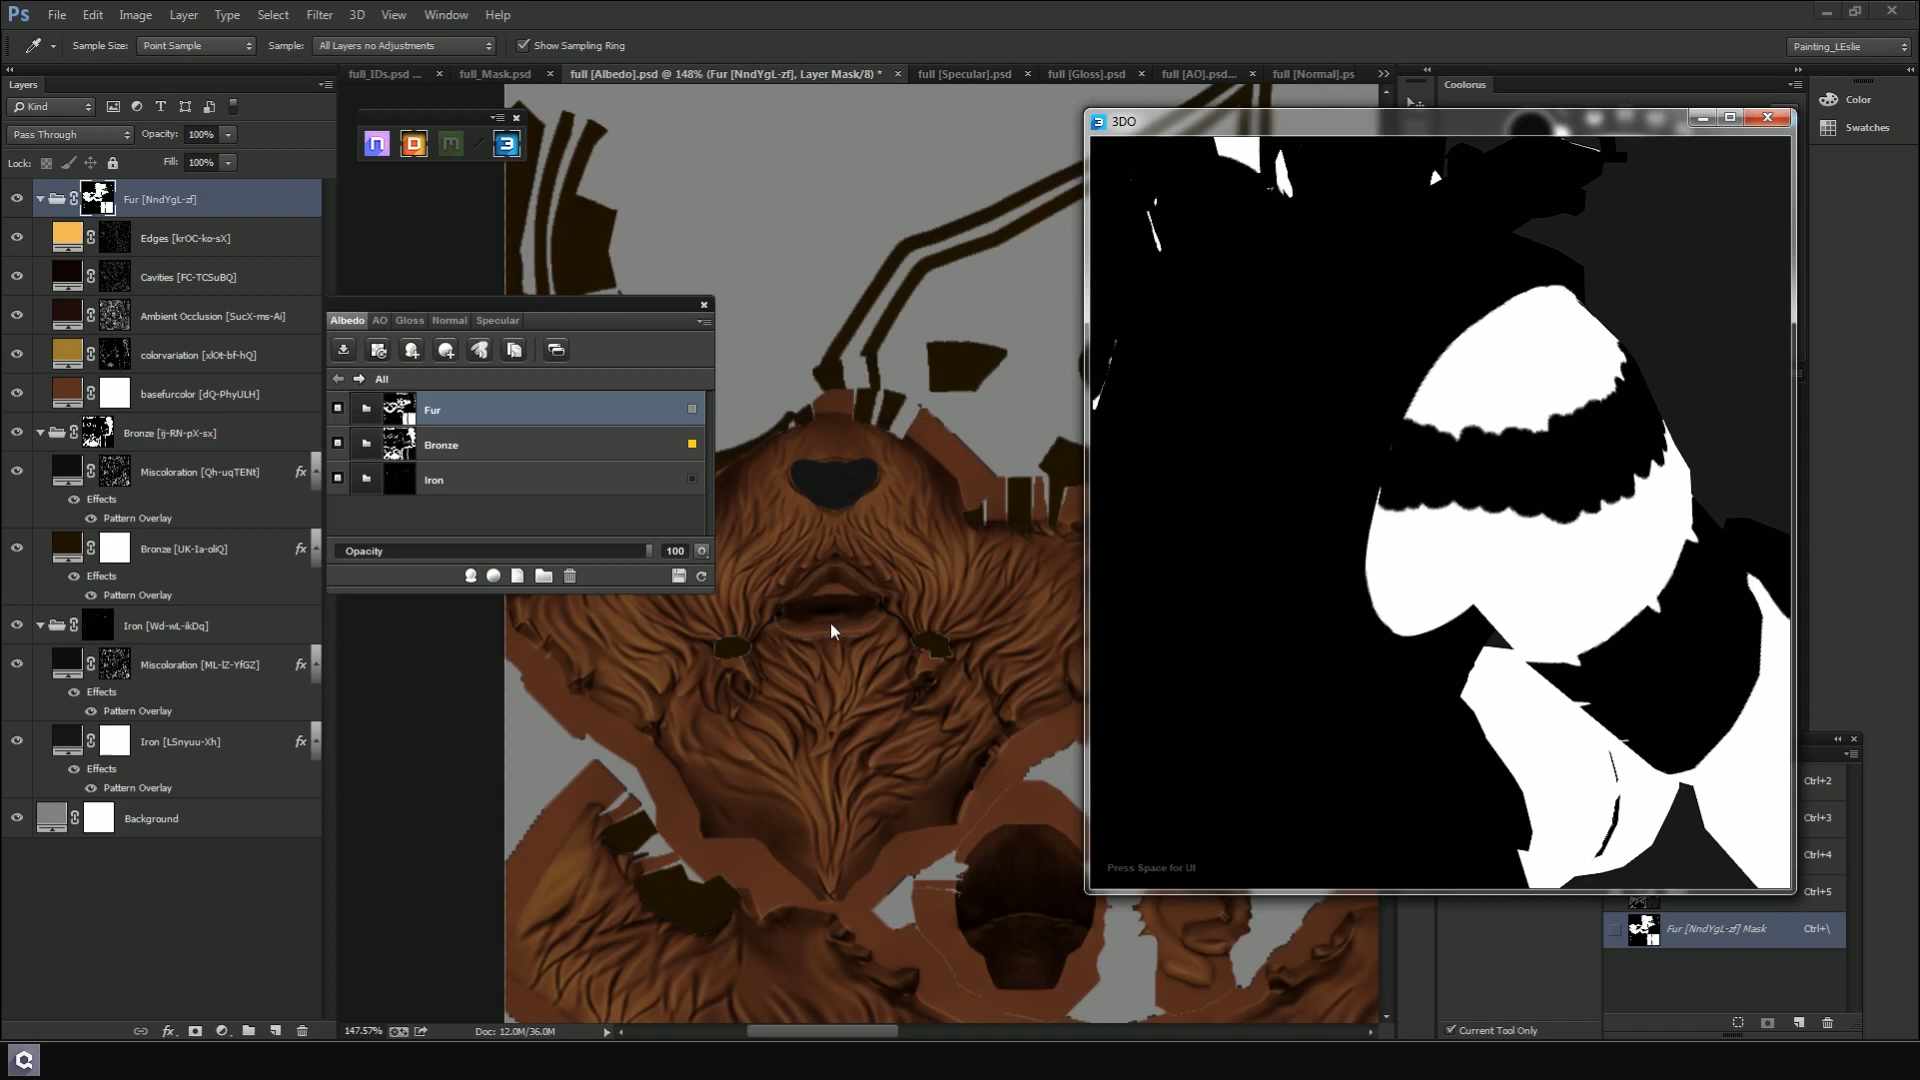 Ps File Edit Image Layer Type Select Filter 3D View Window Help
Sample Size: Point Sample Sample: All Layers no Adjustments Show Sampling Ring Painting_LEslie
full_IDs.psd ... × full_Mask.psd × full [Albedo].psd @ 148% (Fur [NndYgL-zf], Layer Mask/8) * × full [Specular].psd × full [Gloss].psd × full [AO].psd... × full [Normal].ps
Layers
Kind
Pass Through Opacity: 100%
Lock: Fill: 100%
Fur [NndYgL-zf]
Edges [krOC-ko-sX]
Cavities [FC-TCSuBQ]
Ambient Occlusion [SucX-ms-Ai]
colorvariation [xlOt-bf-hQ]
basefurcolor [dQ-PhyULH]
Bronze [ij-RN-pX-sx]
Miscoloration [Qh-uqTENt] fx
Effects
Pattern Overlay
Bronze [UK-Ia-oliQ] fx
Effects
Pattern Overlay
Iron [Wd-wL-ikDq]
Miscoloration [ML-lZ-YfGZ] fx
Effects
Pattern Overlay
Iron [LSnyuu-Xh] fx
Effects
Pattern Overlay
Background
Albedo AO Gloss Normal Specular
All
Fur
Bronze
Iron
Opacity 100
3DO
Press Space for UI
Coolorus
Color
Swatches
Ctrl+2
Ctrl+3
Ctrl+4
Ctrl+5
Fur [NndYgL-zf] Mask Ctrl+\
Current Tool Only
147.57% Doc: 12.0M/36.0M